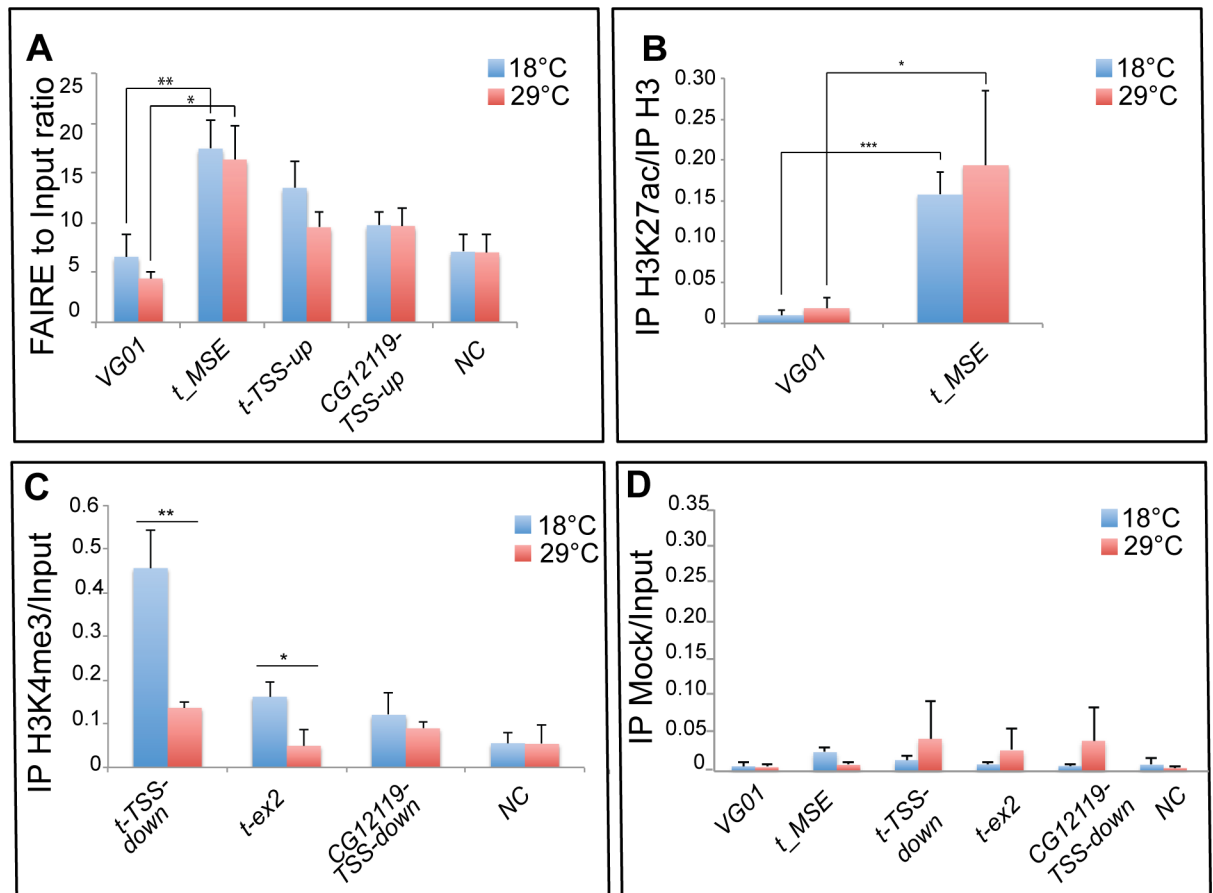 A
FAIRE to Input ratio
25
20
15
10
5
0
**
*
18°C
29°C
VG01
t_MSE
t-TSS-up
CG12119-
TSS-up
NC
B
IP H3K27ac/IP H3
0.30
0.25
0.20
0.15
0.10
0.05
0
*
***
18°C
29°C
VG01
t_MSE
C
IP H3K4me3/Input
0.6
0.5
0.4
0.3
0.2
0.1
0
**
*
18°C
29°C
t-TSS-
down
t-ex2
CG12119-
TSS-down
NC
D
IP Mock/Input
0.35
0.30
0.25
0.20
0.15
0.10
0.05
0
18°C
29°C
VG01
t_MSE
t-TSS-
down
t-ex2
CG12119-
TSS-down
NC